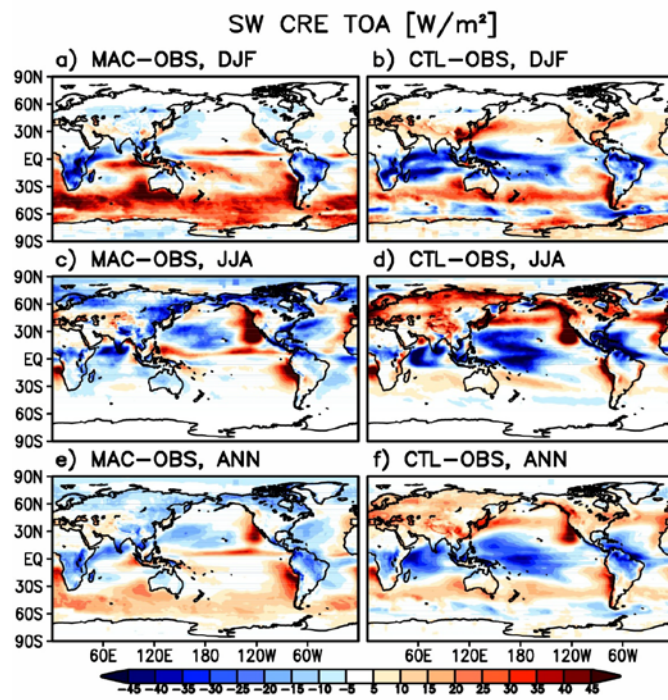 SW CRE TOA [W/m²]
a) MAC-OBS, DJF
b) CTL-OBS, DJF
90N
60N
30N
EQ
30S
60S
90S
c) MAC-OBS, JJA
d) CTL-OBS, JJA
90N
60N
30N
EQ
30S
60S
90S
e) MAC-OBS, ANN
f) CTL-OBS, ANN
90N
60N
30N
EQ
30S
60S
90S
60E 120E 180 120W 60W 60E 120E 180 120W 60W
-45 -40 -35 -30 -25 -20 -15 -10 -5 5 10 15 20 25 30 35 40 45